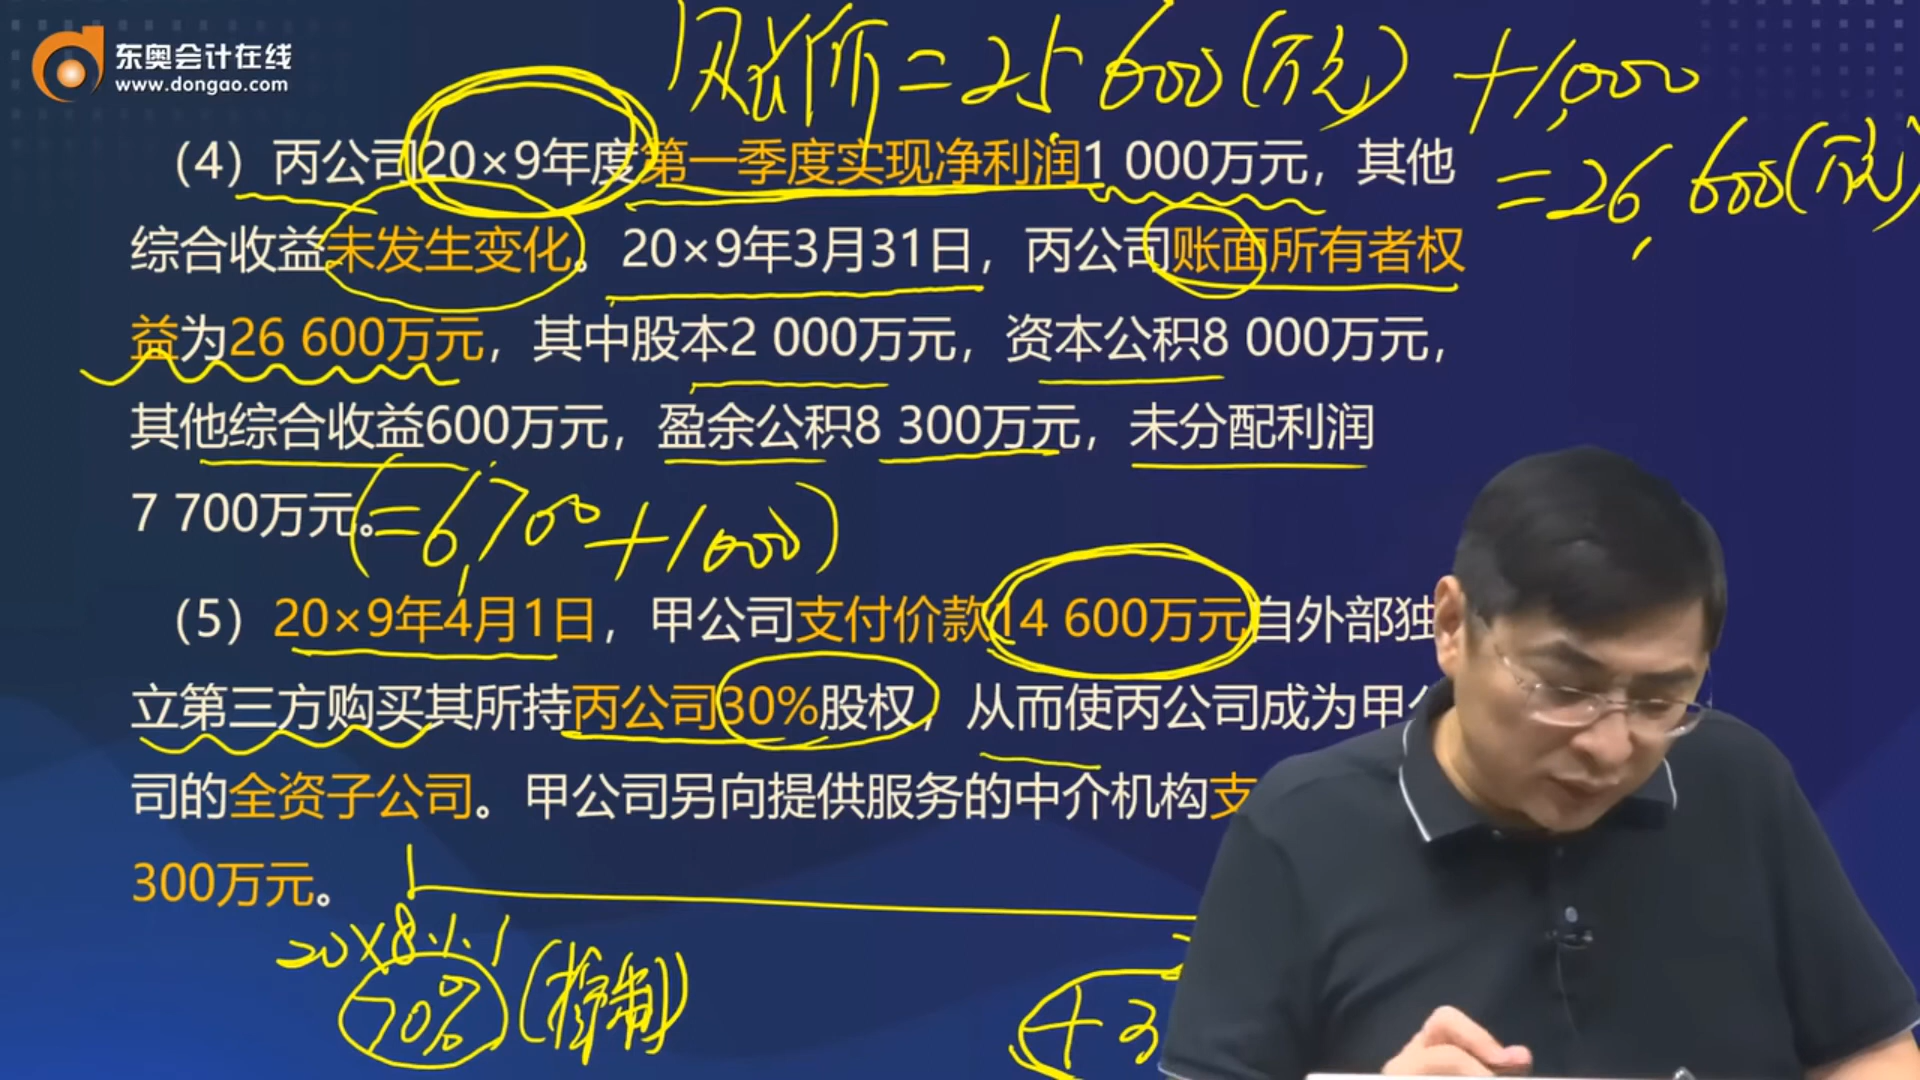 东奥会计在线
www.dongao.com
账价=25 600(万元) +1,000
=26,600(万元)
(4) 丙公司20×9年度第一季度实现净利润1 000万元，其他
综合收益未发生变化。20×9年3月31日，丙公司账面所有者权
益为26 600万元，其中股本2 000万元，资本公积8 000万元，
其他综合收益600万元，盈余公积8 300万元，未分配利润
7 700万元。(=6,700+1000)
(5) 20×9年4月1日，甲公司支付价款14 600万元自外部独
立第三方购买其所持丙公司30%股权，从而使丙公司成为甲
司的全资子公司。甲公司另向提供服务的中介机构支
300万元。
20×8.1.1
70% (控制)
+3